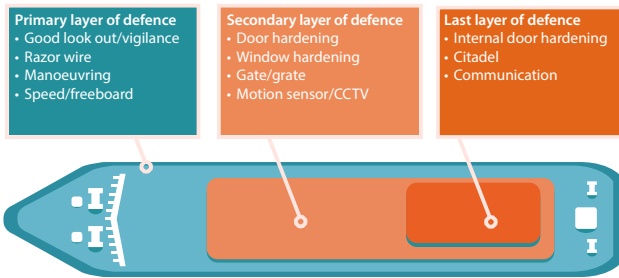 Primary layer of defence
• Good look out/vigilance
• Razor wire
• Manoeuvring
• Speed/freeboard
Secondary layer of defence
• Door hardening
• Window hardening
• Gate/grate
• Motion sensor/CCTV
Last layer of defence
• Internal door hardening
• Citadel
• Communication